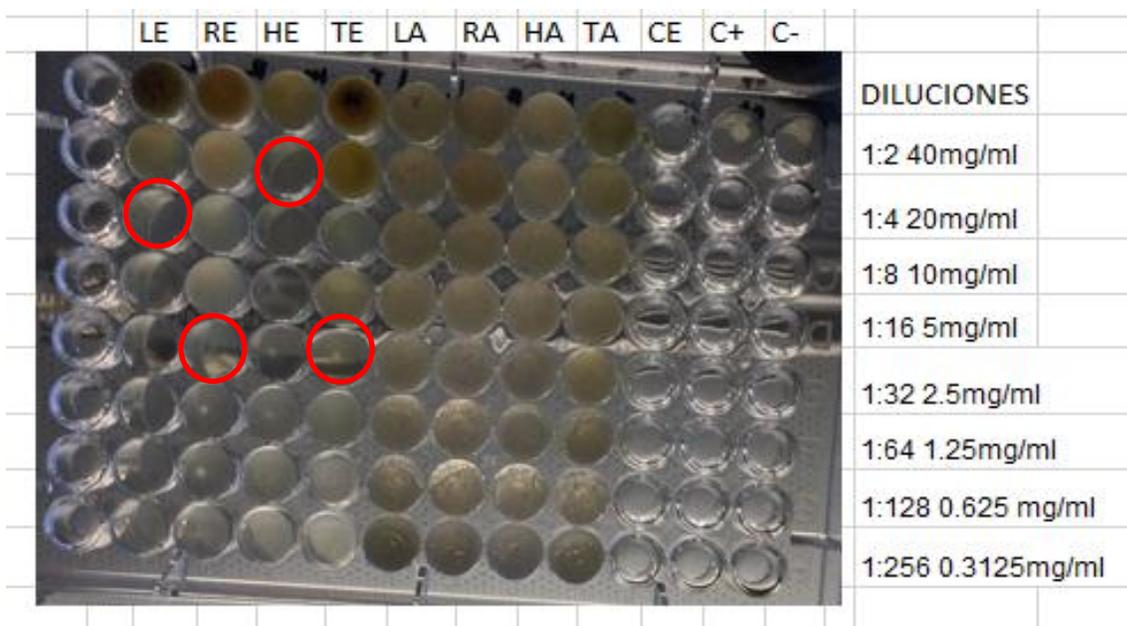 LE RE HE TE LA RA HA TA CE C+ C-
DILUCIONES
1:2 40mg/ml
1:4 20mg/ml
1:8 10mg/ml
1:16 5mg/ml
1:32 2.5mg/ml
1:64 1.25mg/ml
1:128 0.625 mg/ml
1:256 0.3125mg/ml